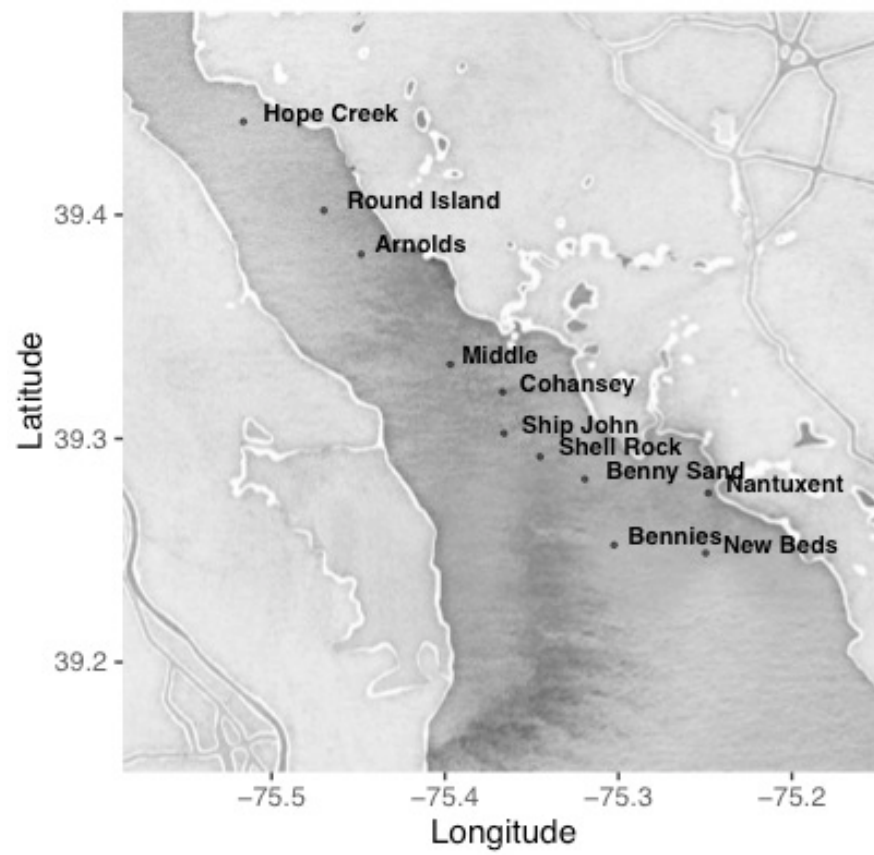 Hope Creek
Round Island
39.4
Arnolds
Middle
Cohansey
Ship John
39.3
Shell Rock
Benny Sand
Nantuxent
Bennies
New Beds
39.2
−75.5 −75.4 −75.3 −75.2
Longitude
Latitude